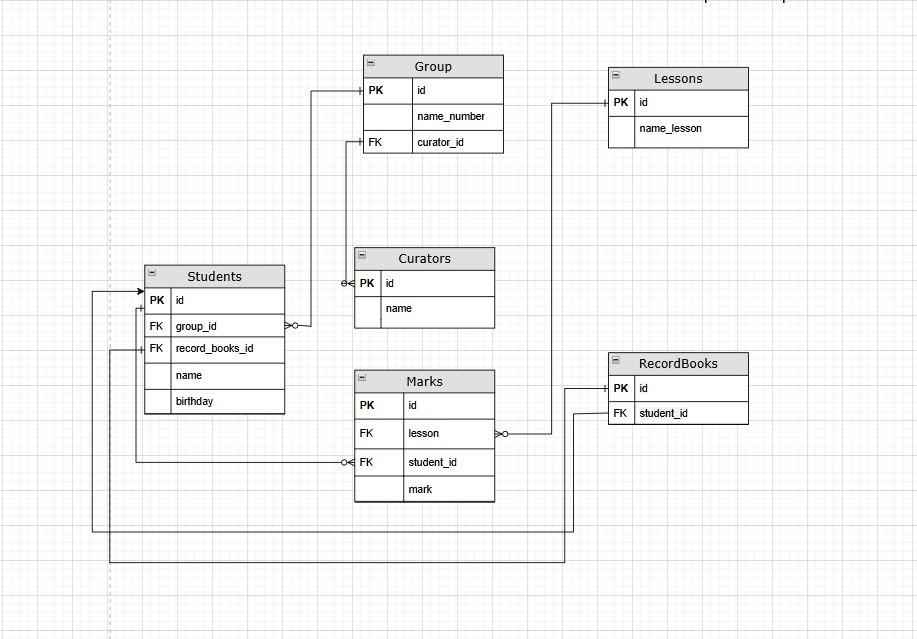 Group
PK id
name_number
FK curator_id
Lessons
PK id
name_lesson
Curators
PK id
name
Students
PK id
FK group_id
FK record_books_id
name
birthday
Marks
PK id
FK lesson
FK student_id
mark
RecordBooks
PK id
FK student_id